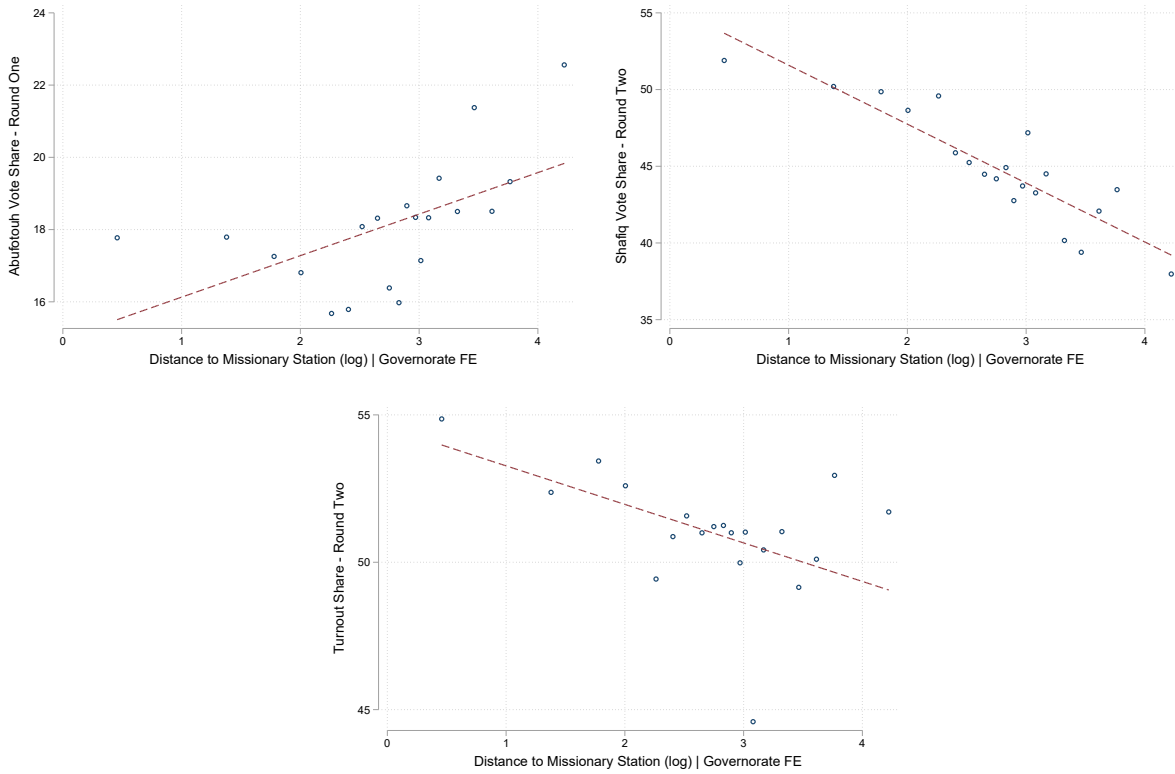 Abulfotouh Vote Share - Round One
24
22
20
18
16
0 1 2 3 4
Distance to Missionary Station (log) | Governorate FE
Shafiq Vote Share - Round Two
55
50
45
40
35
0 1 2 3 4
Distance to Missionary Station (log) | Governorate FE
Turnout Share - Round Two
55
50
45
0 1 2 3 4
Distance to Missionary Station (log) | Governorate FE